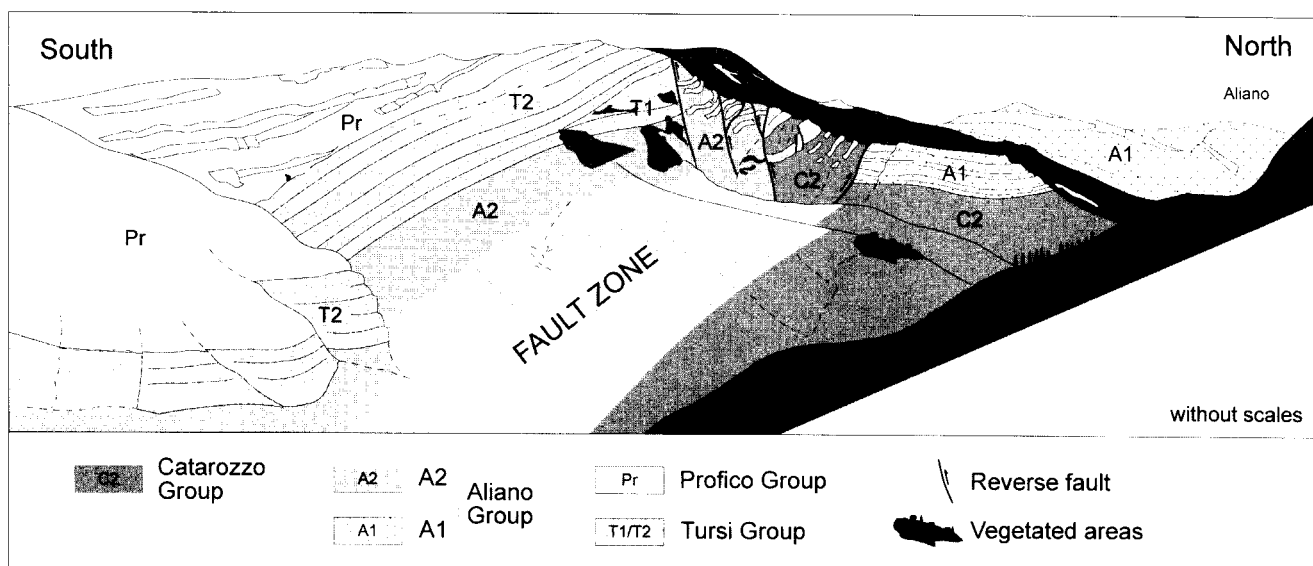 South
North
Aliano
T2
T1
Pr
A2
A1
A1
C2
A2
C2
Pr
FAULT ZONE
T2
without scales
C2 Catarozzo
Group
A2 A2
A1 A1
Aliano
Group
Pr Profico Group
T1/T2 Tursi Group
Reverse fault
Vegetated areas